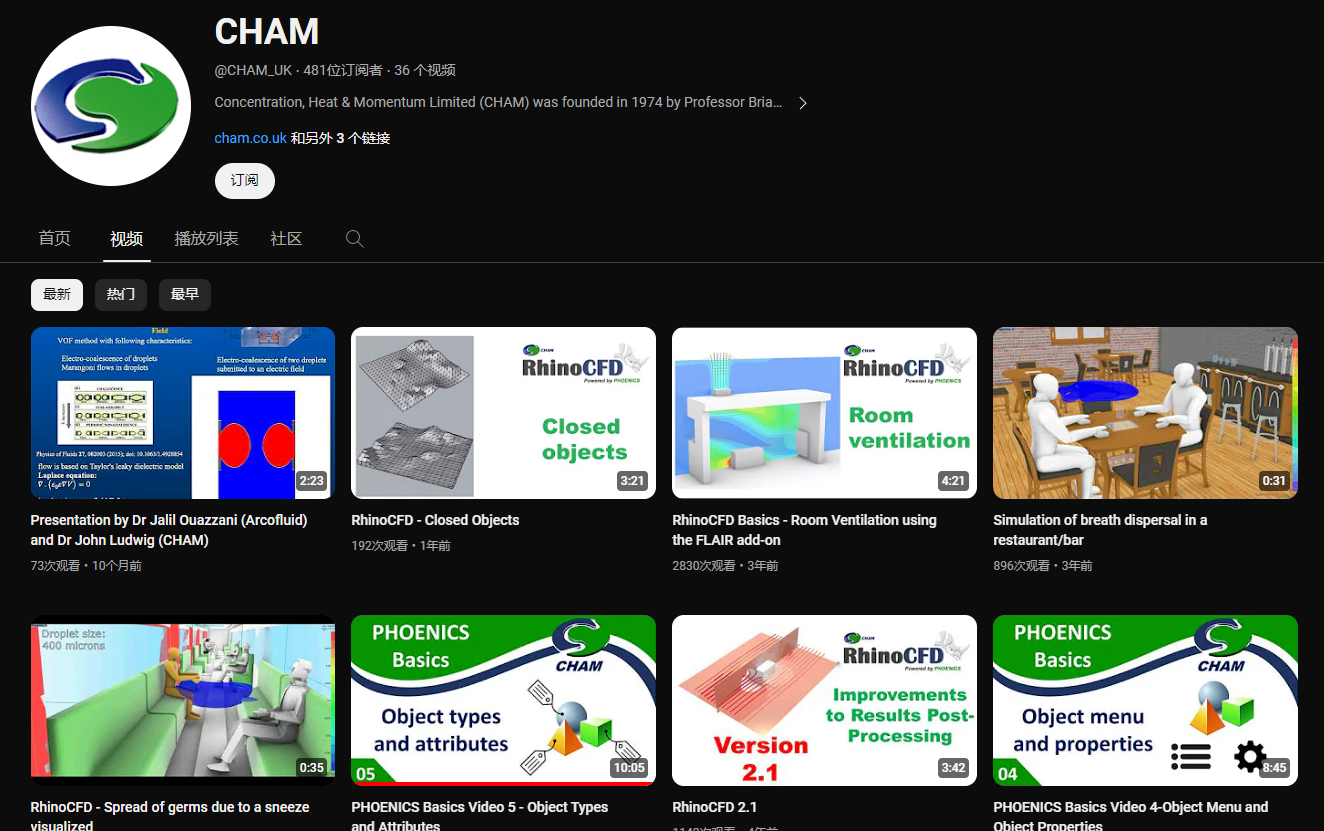 CHAM
@CHAM_UK · 481位订阅者 · 36 个视频
Concentration, Heat & Momentum Limited (CHAM) was founded in 1974 by Professor Bria...
cham.co.uk 和另外 3 个链接
订阅
首页
视频
播放列表
社区
最新
热门
最早
Field
VOF method with following characteristics:
Electro-coalescence of droplets
Marangoni flows in droplets
Electro-coalescence of two droplets
submitted to an electric field
Physics of Fluids 27, 082003 (2015); doi: 10.1063/1.4928854
flow is based on Taylor's leaky dielectric model
Laplace equation:
2:23
CHAM
RhinoCFD
Powered by PHOENICS
Closed
objects
3:21
CHAM
RhinoCFD
Powered by PHOENICS
Room
ventilation
4:21
0:31
Presentation by Dr Jalil Ouazzani (Arcofluid)
and Dr John Ludwig (CHAM)
73次观看 • 10个月前
RhinoCFD - Closed Objects
192次观看 • 1年前
RhinoCFD Basics - Room Ventilation using
the FLAIR add-on
2830次观看 • 3年前
Simulation of breath dispersal in a
restaurant/bar
896次观看 • 3年前
Droplet size:
400 microns
0:35
PHOENICS
Basics
CHAM
Object types
and attributes
05
10:05
CHAM
RhinoCFD
Powered by PHOENICS
Improvements
to Results Post-
Processing
Version
2.1
3:42
PHOENICS
Basics
CHAM
Object menu
and properties
04
8:45
RhinoCFD - Spread of germs due to a sneeze
visualized
PHOENICS Basics Video 5 - Object Types
and Attributes
RhinoCFD 2.1
PHOENICS Basics Video 4-Object Menu and
Object Properties